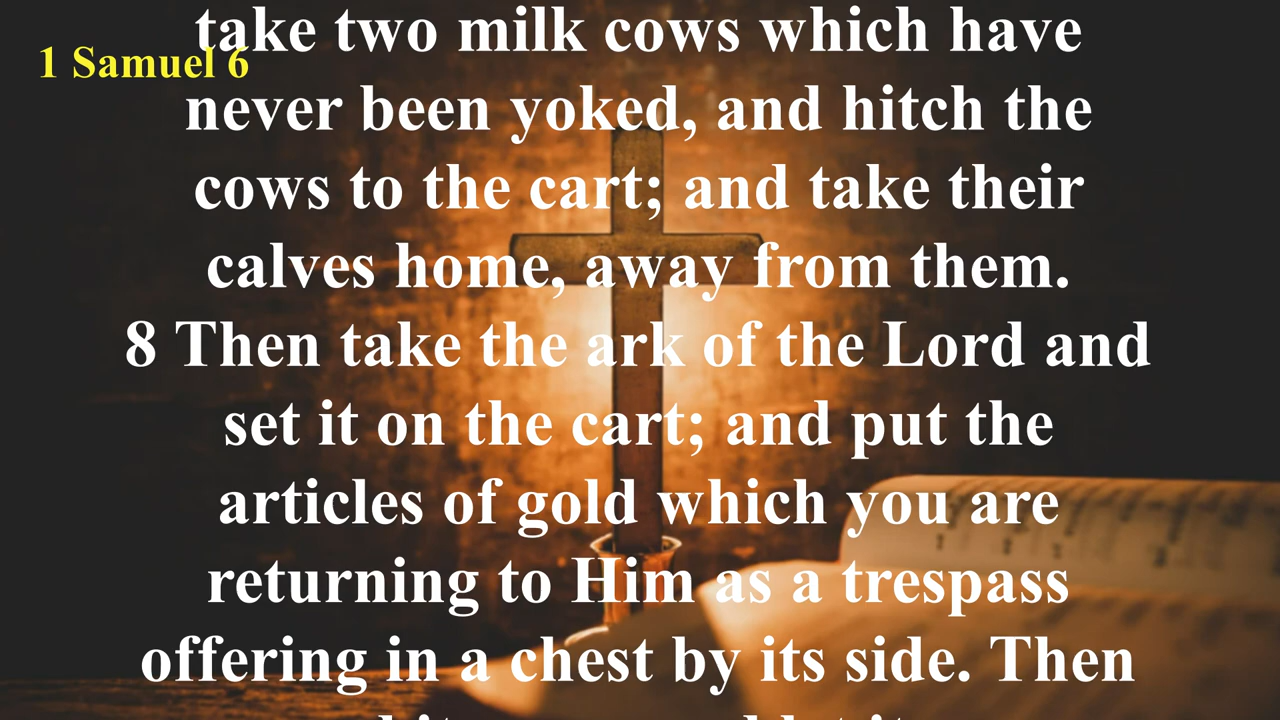 1 Samuel 6
take two milk cows which have
never been yoked, and hitch the
cows to the cart; and take their
calves home, away from them.
8 Then take the ark of the Lord and
set it on the cart; and put the
articles of gold which you are
returning to Him as a trespass
offering in a chest by its side. Then